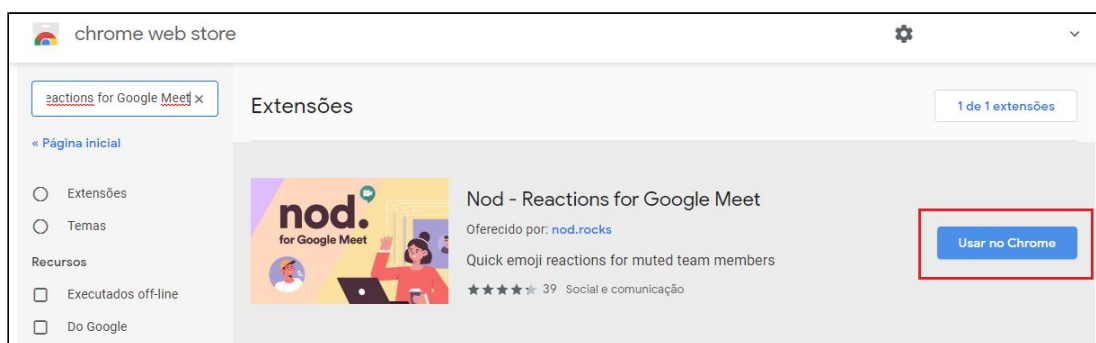 chrome web store
eactions for Google Meet ×
« Página inicial
Extensões
Temas
Recursos
Executados off-line
Do Google
Extensões
1 de 1 extensões
nod.
for Google Meet
Nod - Reactions for Google Meet
Oferecido por: nod.rocks
Quick emoji reactions for muted team members
39 Social e comunicação
Usar no Chrome